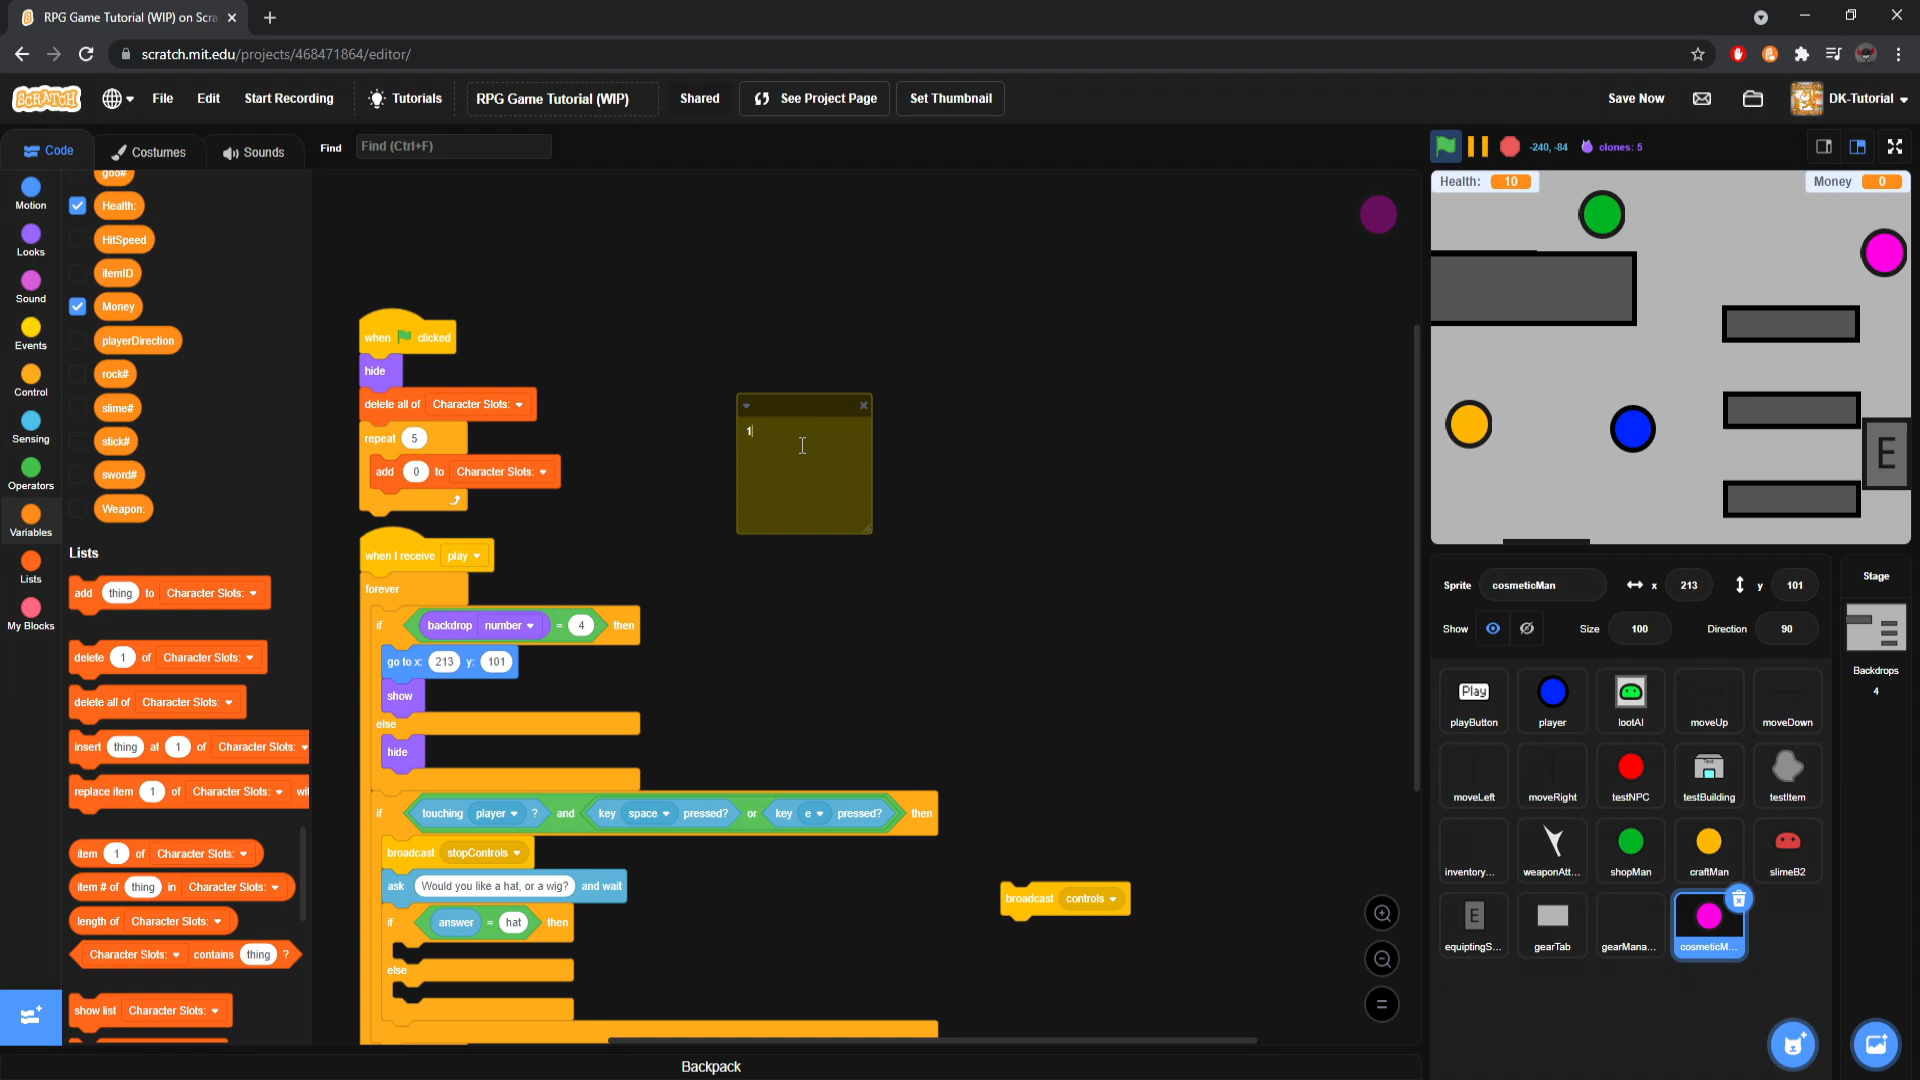 RPG Game Tutorial (WIP) on Scra
scratch.mit.edu/projects/468471864/editor/
SCRATCH
File
Edit
Start Recording
Tutorials
RPG Game Tutorial (WIP)
Shared
See Project Page
Set Thumbnail
Save Now
DK-Tutorial
Code
Costumes
Sounds
Find
Find (Ctrl+F)
-240, -84
clones: 5
Motion
Looks
Sound
Events
Control
Sensing
Operators
Variables
Lists
My Blocks
goo#
Health:
HitSpeed
itemID
Money
playerDirection
rock#
slime#
stick#
sword#
Weapon:
Lists
add thing to Character Slots:
delete 1 of Character Slots:
delete all of Character Slots:
insert thing at 1 of Character Slots:
replace item 1 of Character Slots: wit
item 1 of Character Slots:
item # of thing in Character Slots:
length of Character Slots:
Character Slots: contains thing ?
show list Character Slots:
when clicked
hide
delete all of Character Slots:
repeat 5
add 0 to Character Slots:
1
when I receive play
forever
if backdrop number = 4 then
go to x: 213 y: 101
show
else
hide
if touching player ? and key space pressed? or key e pressed? then
broadcast stopControls
ask Would you like a hat, or a wig? and wait
if answer = hat then
else
broadcast controls
Backpack
Health: 10
Money 0
E
Sprite cosmeticMan x 213 y 101
Show Size 100 Direction 90
Stage
Backdrops
4
Play
playButton
player
lootAI
moveUp
moveDown
moveLeft
moveRight
testNPC
Test
testBuilding
testItem
inventory...
weaponAtt...
shopMan
craftMan
slimeB2
E
equiptingS...
gearTab
gearMana...
cosmeticM...